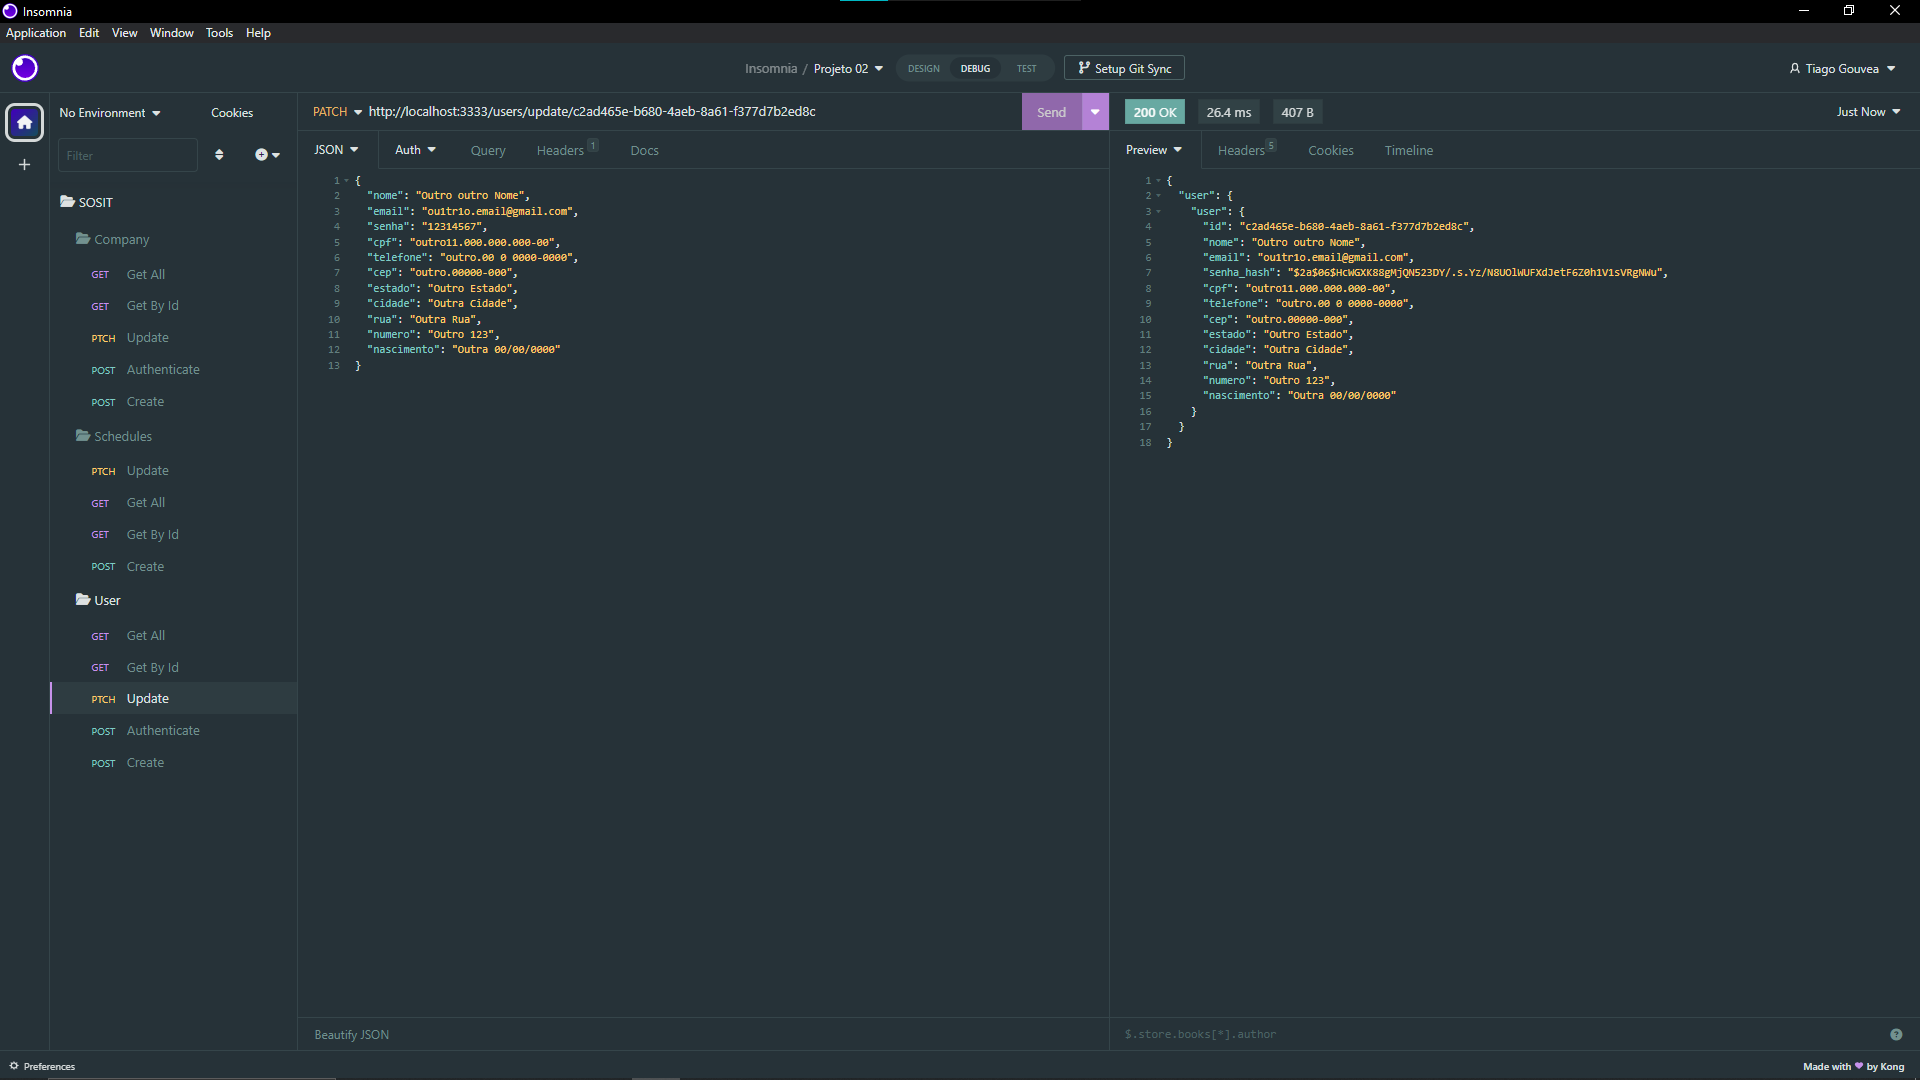 Insomnia
Application Edit View Window Tools Help
Insomnia / Projeto 02 DESIGN DEBUG TEST Setup Git Sync Tiago Gouvea
No Environment Cookies
Filter
SOSIT
Company
GET Get All
GET Get By Id
PTCH Update
POST Authenticate
POST Create
Schedules
PTCH Update
GET Get All
GET Get By Id
POST Create
User
GET Get All
GET Get By Id
PTCH Update
POST Authenticate
POST Create
PATCH http://localhost:3333/users/update/c2ad465e-b680-4aeb-8a61-f377d7b2ed8c Send
JSON Auth Query Headers 1 Docs
1 {
2 "nome": "Outro outro Nome",
3 "email": "ou1tr1o.email@gmail.com",
4 "senha": "12314567",
5 "cpf": "outro11.000.000.000-00",
6 "telefone": "outro.00 0 0000-0000",
7 "cep": "outro.00000-000",
8 "estado": "Outro Estado",
9 "cidade": "Outra Cidade",
10 "rua": "Outra Rua",
11 "numero": "Outro 123",
12 "nascimento": "Outra 00/00/0000"
13 }
Beautify JSON
200 OK 26.4 ms 407 B Just Now
Preview Headers 5 Cookies Timeline
1 {
2 "user": {
3 "user": {
4 "id": "c2ad465e-b680-4aeb-8a61-f377d7b2ed8c",
5 "nome": "Outro outro Nome",
6 "email": "ou1tr1o.email@gmail.com",
7 "senha_hash": "$2a$06$HcWGXK88gMjQN523DY/.s.Yz/N8UOlWUFXdJetF6Z0h1V1sVRgNWu",
8 "cpf": "outro11.000.000.000-00",
9 "telefone": "outro.00 0 0000-0000",
10 "cep": "outro.00000-000",
11 "estado": "Outro Estado",
12 "cidade": "Outra Cidade",
13 "rua": "Outra Rua",
14 "numero": "Outro 123",
15 "nascimento": "Outra 00/00/0000"
16 }
17 }
18 }
$.store.books[*].author
Preferences
Made with ♥ by Kong